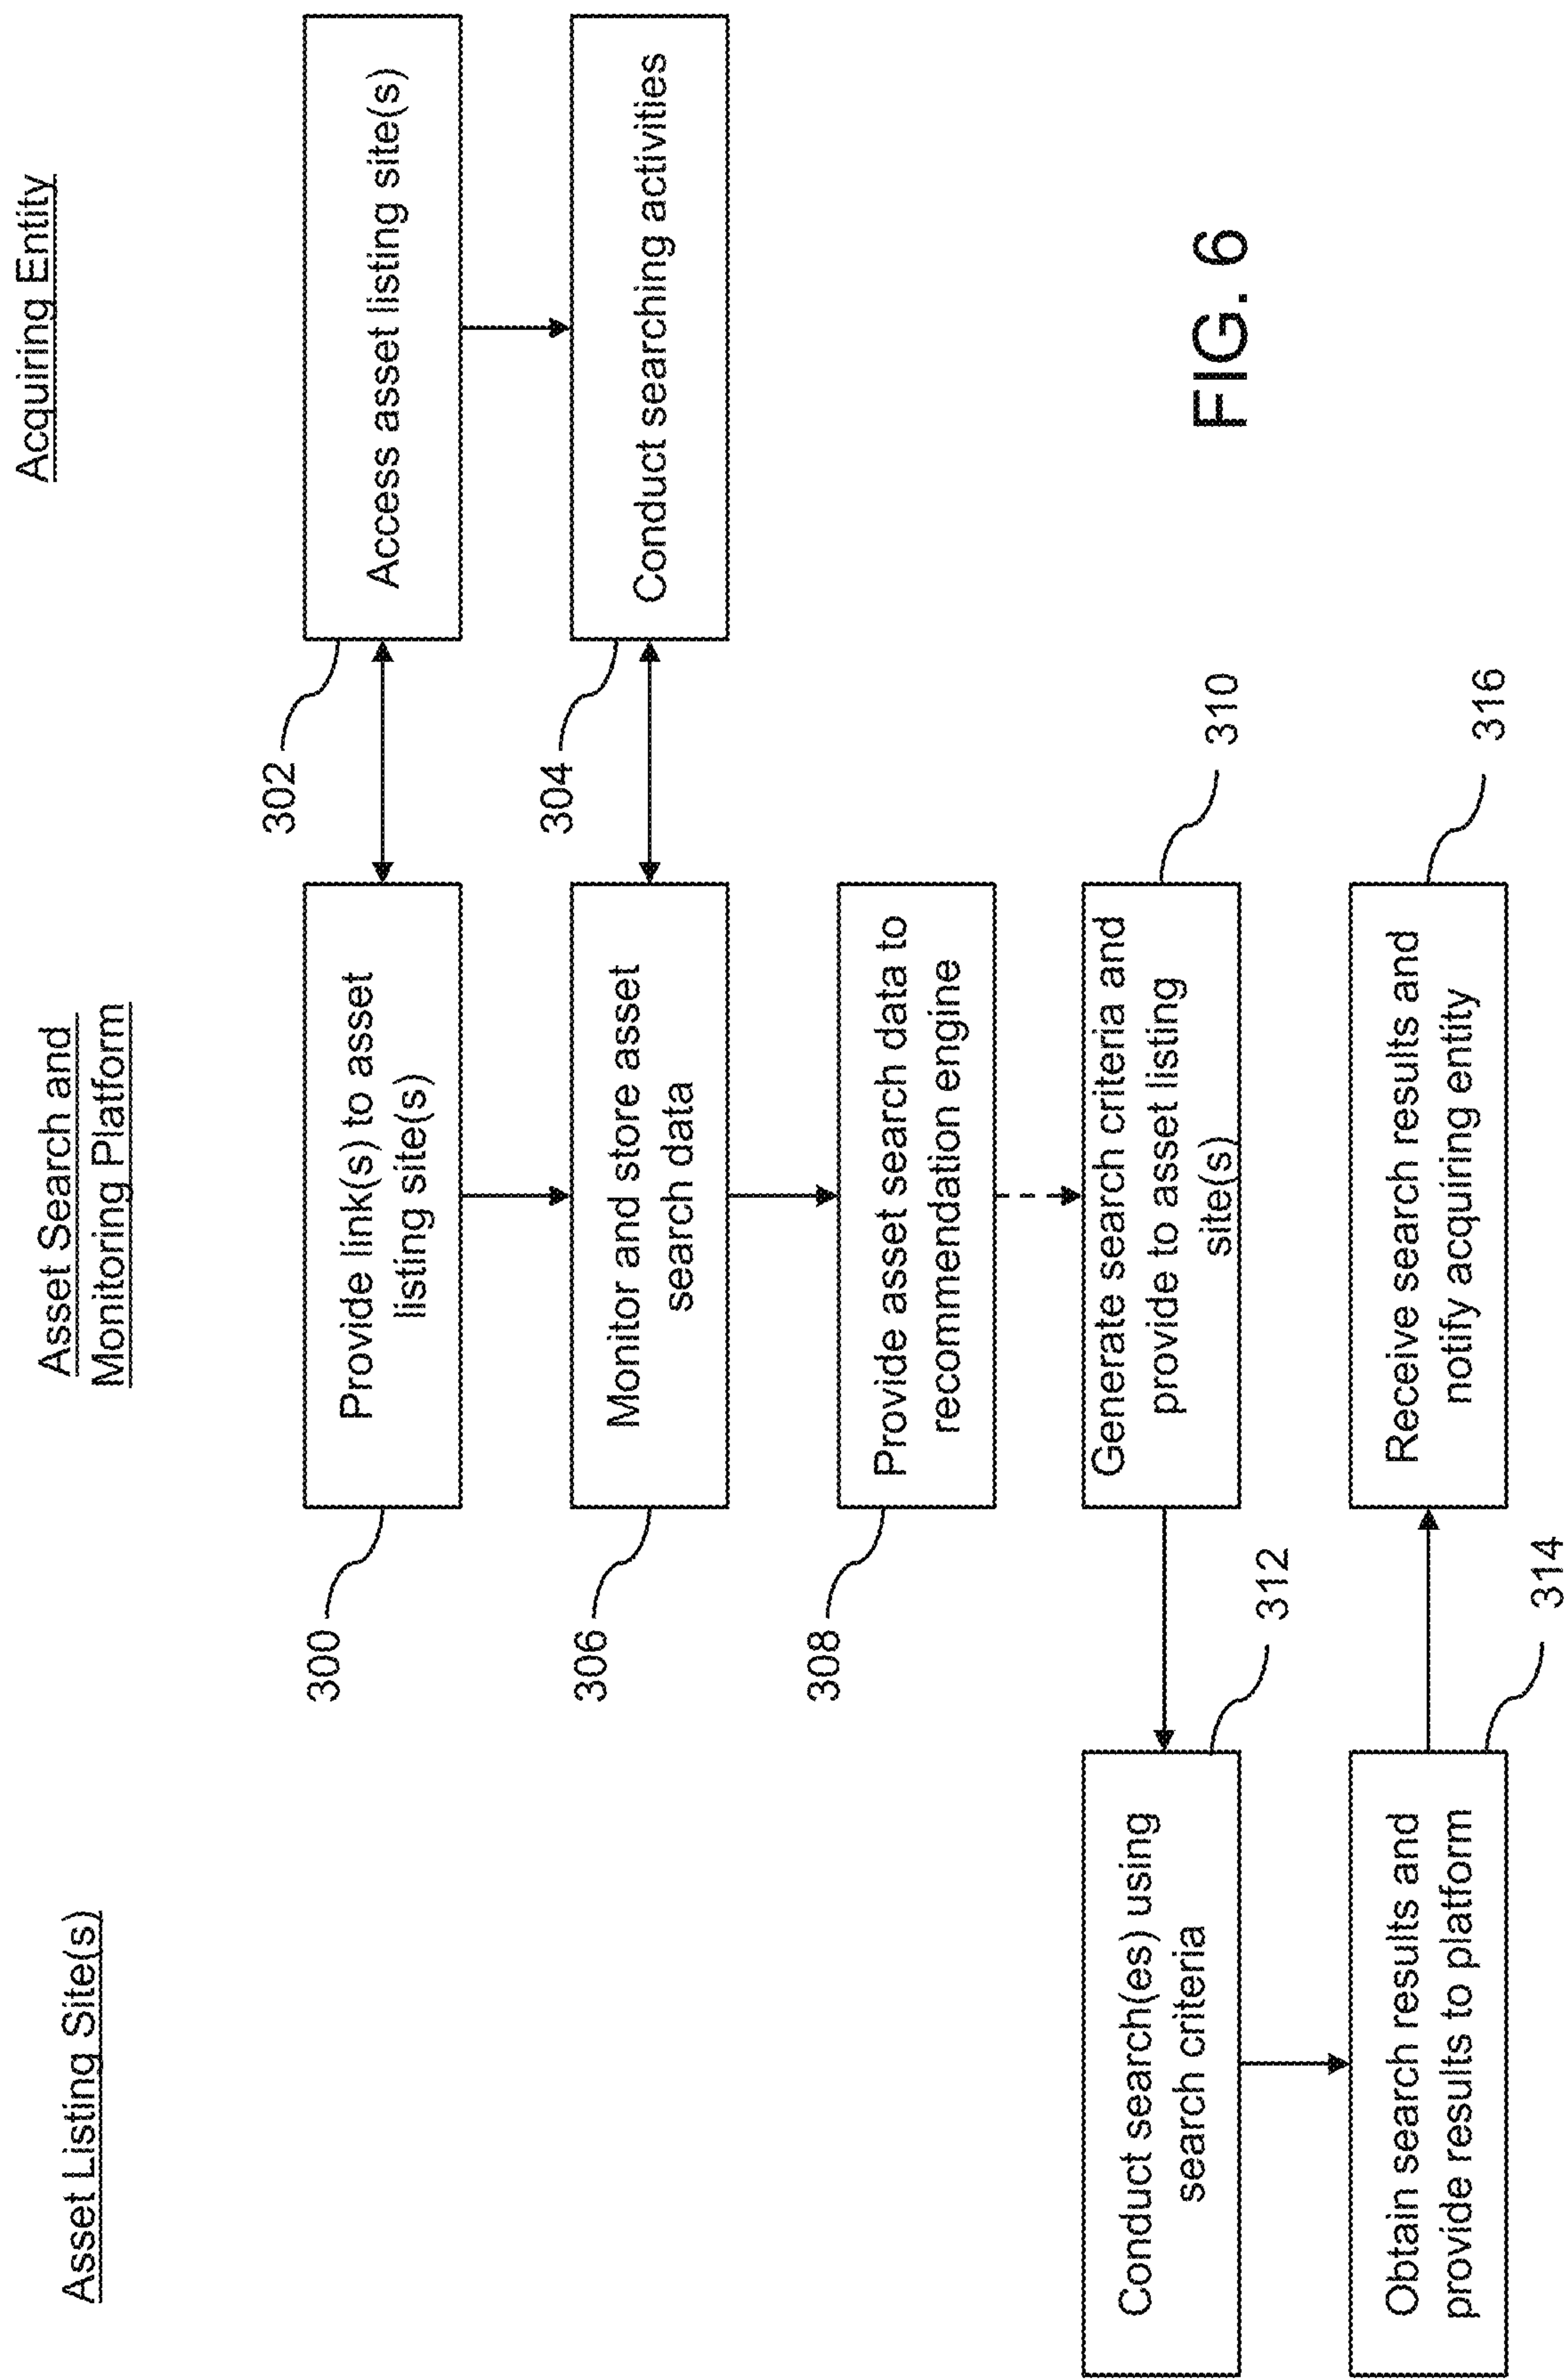 Asset Listing Site(s)
Asset Search and
Monitoring Platform
Acquiring Entity
300
Provide link(s) to asset
listing site(s)
302
Access asset listing site(s)
306
Monitor and store asset
search data
304
Conduct searching activities
308
Provide asset search data to
recommendation engine
Conduct search(es) using
search criteria
312
Generate search criteria and
provide to asset listing
site(s)
310
Obtain search results and
provide results to platform
314
Receive search results and
notify acquiring entity
316
FIG. 6